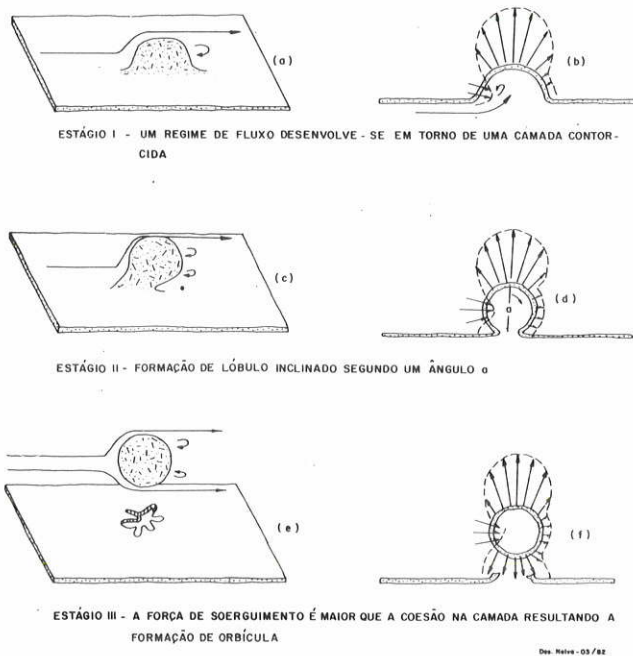 (a)
(b)
ESTÁGIO I - UM REGIME DE FLUXO DESENVOLVE-SE EM TORNO DE UMA CAMADA CONTOR-
CIDA
(c)
(d)
a
ESTÁGIO II - FORMAÇÃO DE LÓBULO INCLINADO SEGUNDO UM ÂNGULO a
(e)
(f)
ESTÁGIO III - A FORÇA DE SOERGUIMENTO É MAIOR QUE A COESÃO NA CAMADA RESULTANDO A
FORMAÇÃO DE ORBÍCULA
Des. - 03/82